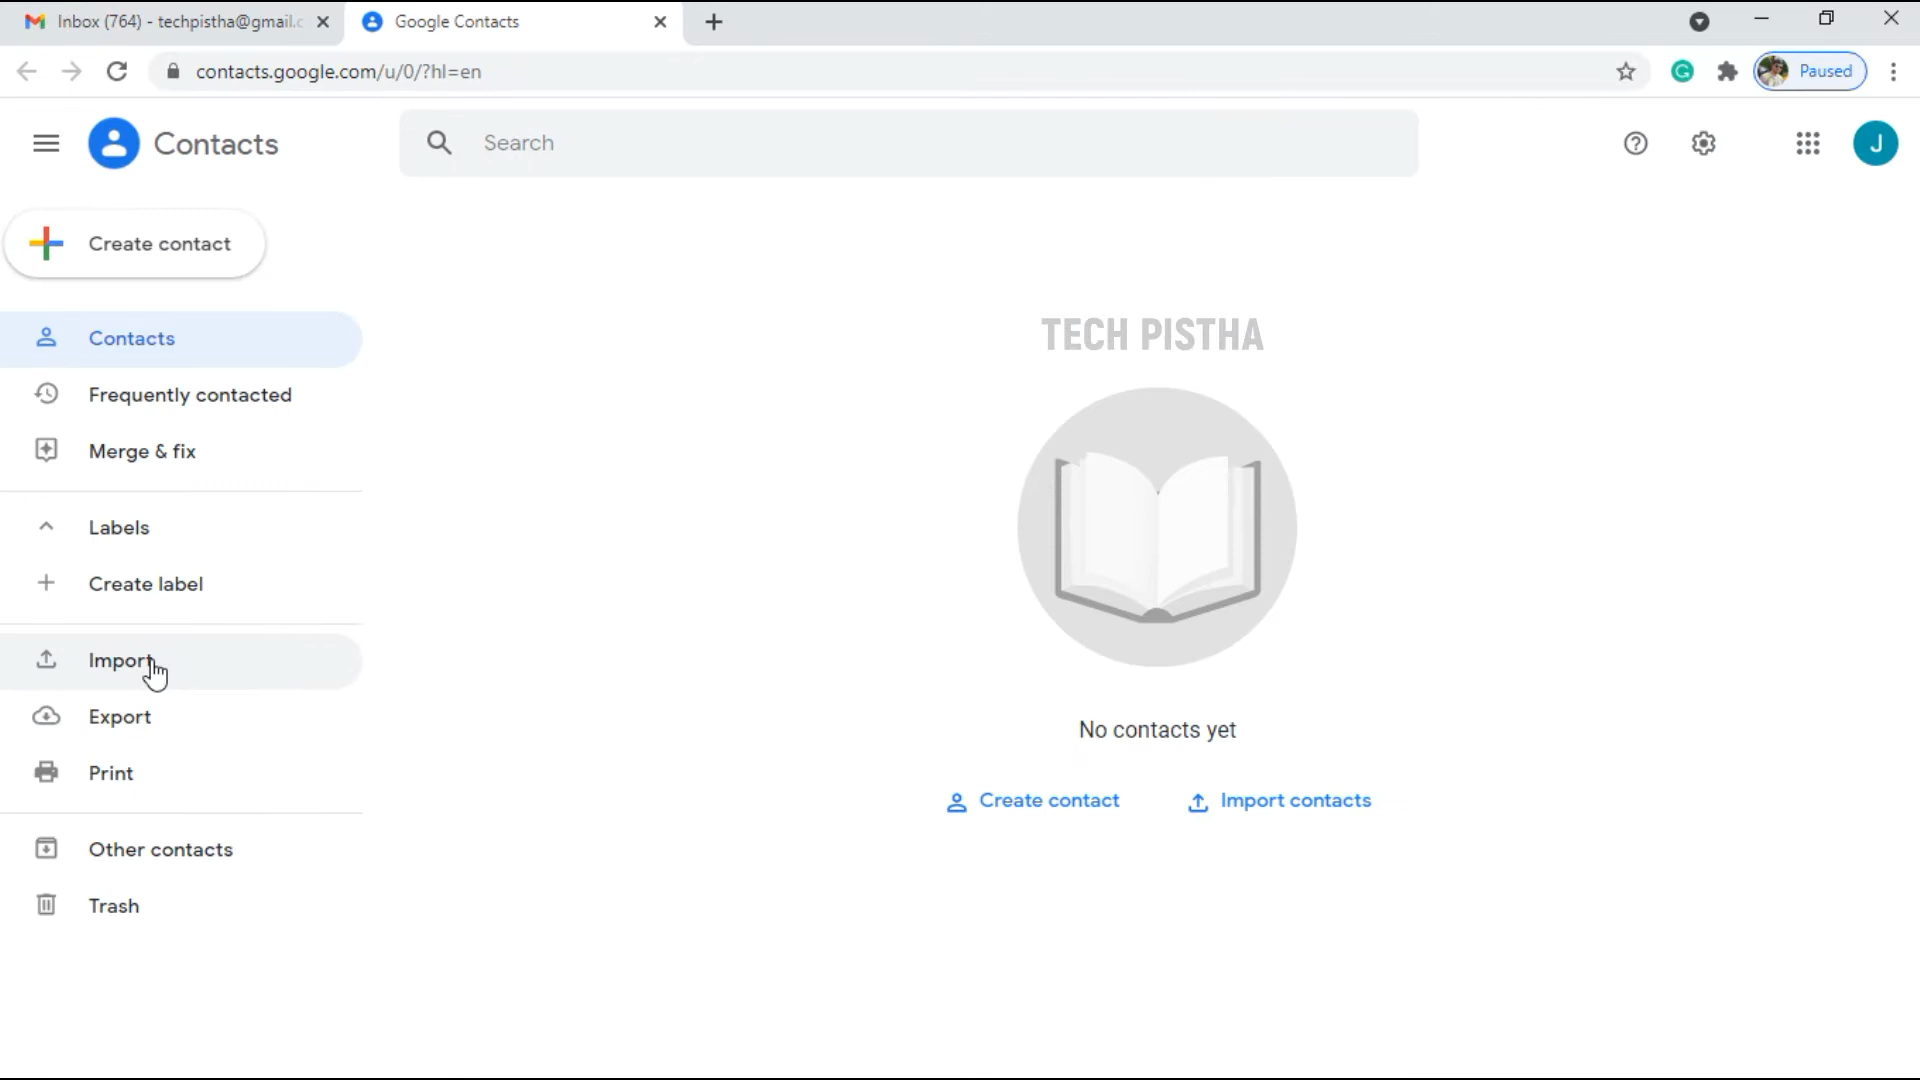 Inbox (764) - techpistha@gmail.c
Google Contacts
contacts.google.com/u/0/?hl=en
Paused
Contacts
Search
J
Create contact
Contacts
Frequently contacted
Merge & fix
Labels
Create label
Import
Export
Print
Other contacts
Trash
TECH PISTHA
No contacts yet
Create contact
Import contacts